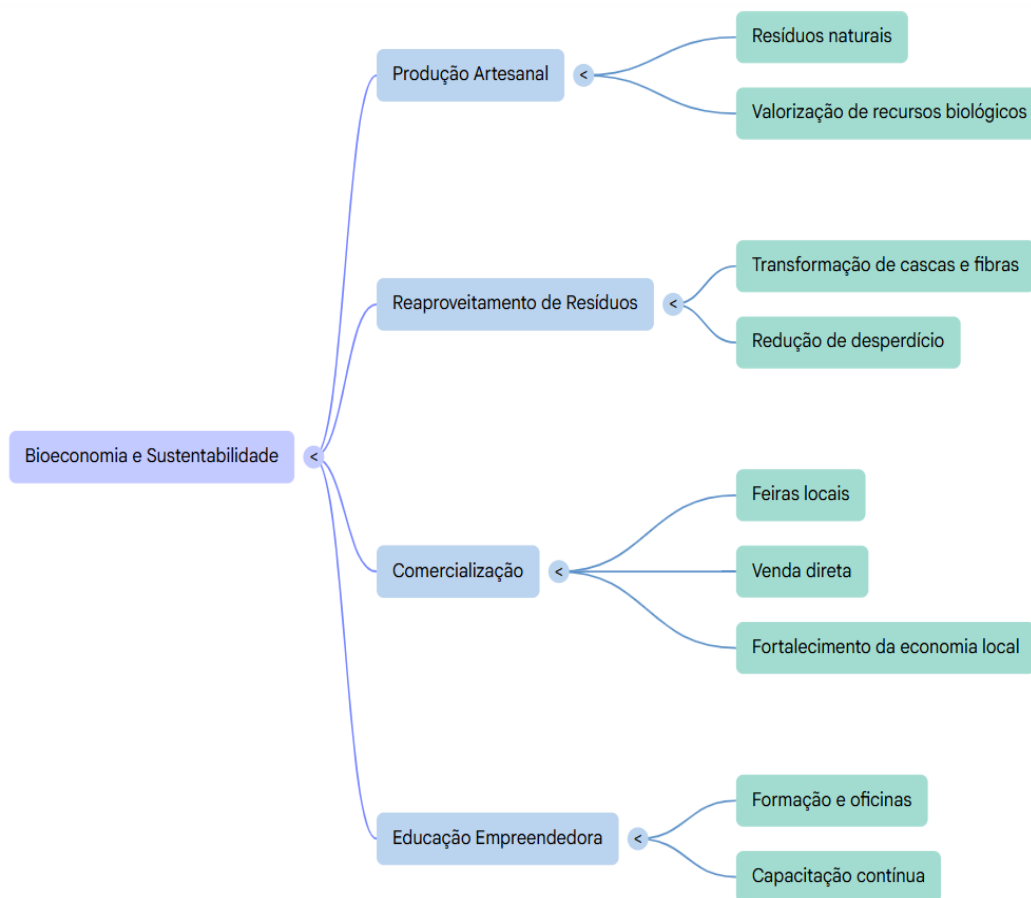 Bioeconomia e Sustentabilidade
<
Produção Artesanal
<
Resíduos naturais
Valorização de recursos biológicos
Reaproveitamento de Resíduos
<
Transformação de cascas e fibras
Redução de desperdício
Comercialização
<
Feiras locais
Venda direta
Fortalecimento da economia local
Educação Empreendedora
<
Formação e oficinas
Capacitação contínua